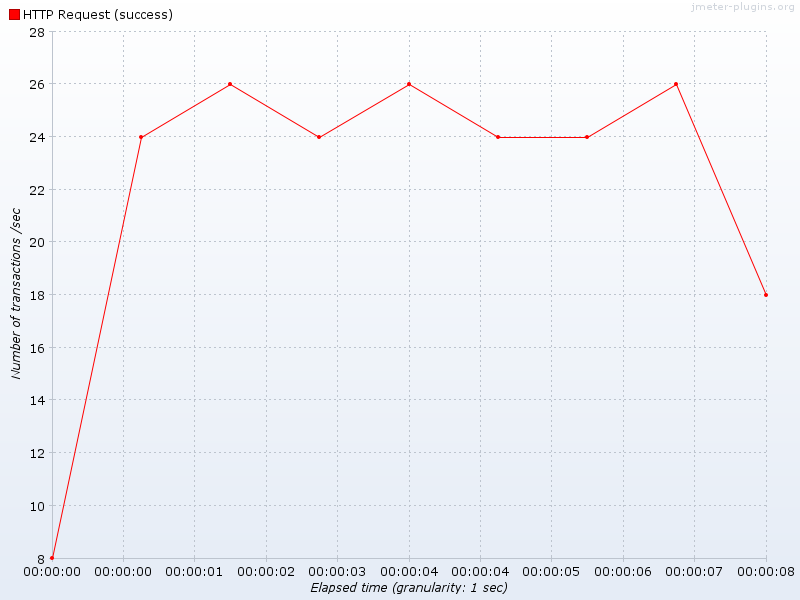 jmeter-plugins.org
HTTP Request (success)
28
26
24
22
20
18
16
14
12
10
8
Number of transactions /sec
00:00:00 00:00:00 00:00:01 00:00:02 00:00:03 00:00:04 00:00:04 00:00:05 00:00:06 00:00:07 00:00:08
Elapsed time (granularity: 1 sec)